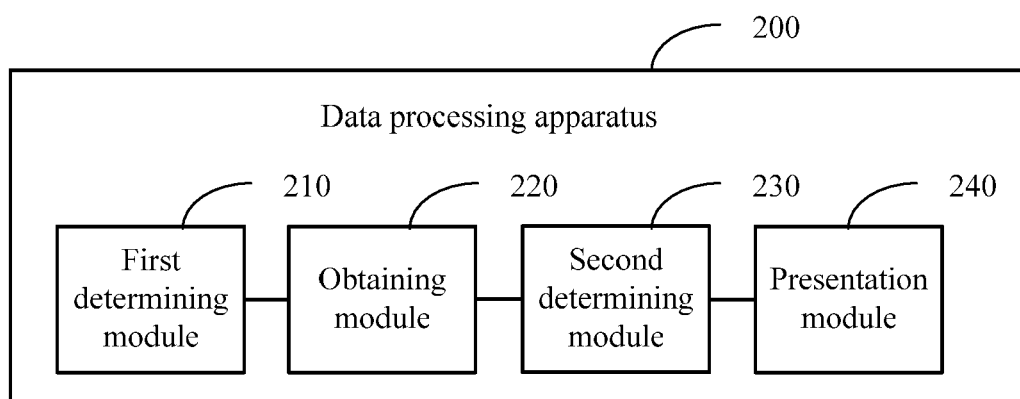 200
Data processing apparatus
210
220
230
240
First
determining
module
Obtaining
module
Second
determining
module
Presentation
module